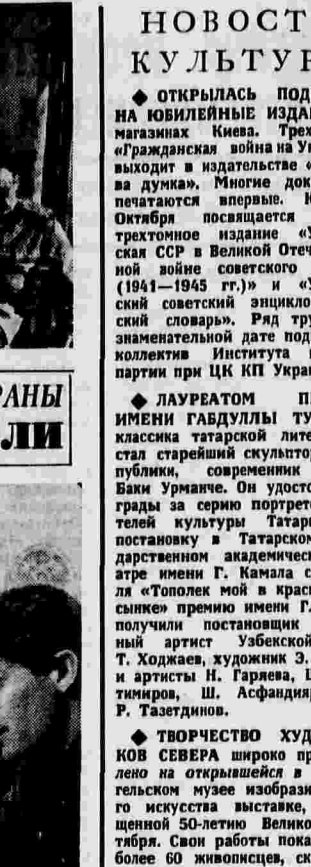 НОВОСТ
КУЛЬТУР
◆ ОТКРЫЛАСЬ ПОД
НА ЮБИЛЕЙНЫЕ ИЗДА
магазинах Киева. Трех
«Гражданская война на Ук
выходит в издательстве «
ва думка». Многие док
печатаются впервые.
Октября посвящается
трехтомное издание «У
ская ССР в Великой Отеч
ной войне советского
(1941—1945 гг.)» и «У
ский советский энцикло
ский словарь». Ряд тру
знаменательной дате под
коллектив Института
партии при ЦК КП Укра
◆ ЛАУРЕАТОМ П
ИМЕНИ ГАБДУЛЛЫ ТУ
классика татарской лите
стал старейший скульпто
публики, современник
Баки Урманче. Он удосто
грады за серию портрет
телей культуры Татар
постановку в Татарском
дарственном академичес
атре имени Г. Камала с
ля «Тополек мой в крас
сынке» премию имени Г.
получили постановщик
ный артист Узбекской
Т. Ходжаев, художник Э.
и артисты Н. Гаряева, Ш
тимиров, Ш. Асфандия
Р. Тазетдинов.
◆ ТВОРЧЕСТВО ХУД
КОВ СЕВЕРА широко пр
лено на открывшейся в
гельском музее изобрази
го искусства выставке,
щенной 50-летию Велико
тября. Свои работы пока
более 60 живописцев, ск
РАНЫ
ЛИ